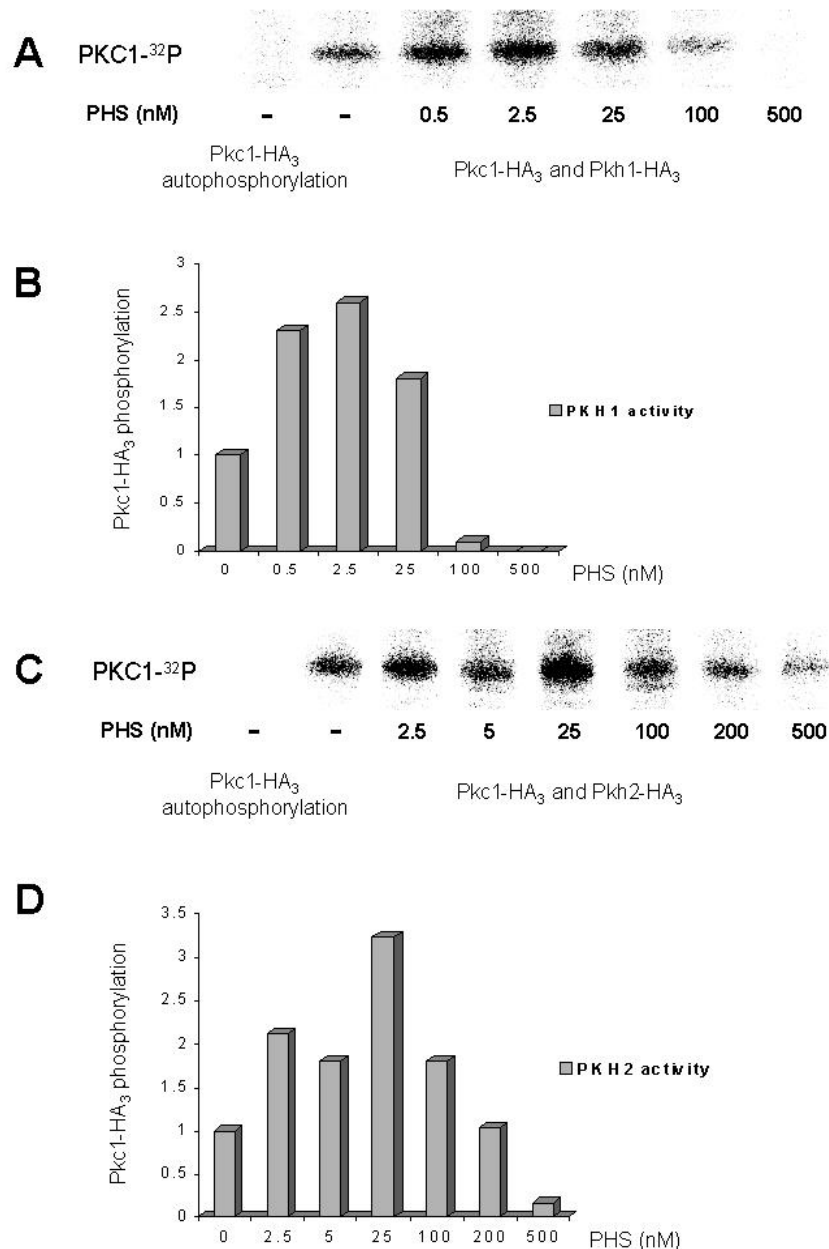 A
PKC1-³²P
PHS (nM) – – 0.5 2.5 25 100 500
Pkc1-HA₃
autophosphorylation
Pkc1-HA₃ and Pkh1-HA₃
B
Pkc1-HA₃ phosphorylation
3
2.5
2
1.5
1
0.5
0
0 0.5 2.5 25 100 500
PHS (nM)
PKH1 activity
C
PKC1-³²P
PHS (nM) – – 2.5 5 25 100 200 500
Pkc1-HA₃
autophosphorylation
Pkc1-HA₃ and Pkh2-HA₃
D
Pkc1-HA₃ phosphorylation
3.5
3
2.5
2
1.5
1
0.5
0
0 2.5 5 25 100 200 500
PHS (nM)
PKH2 activity